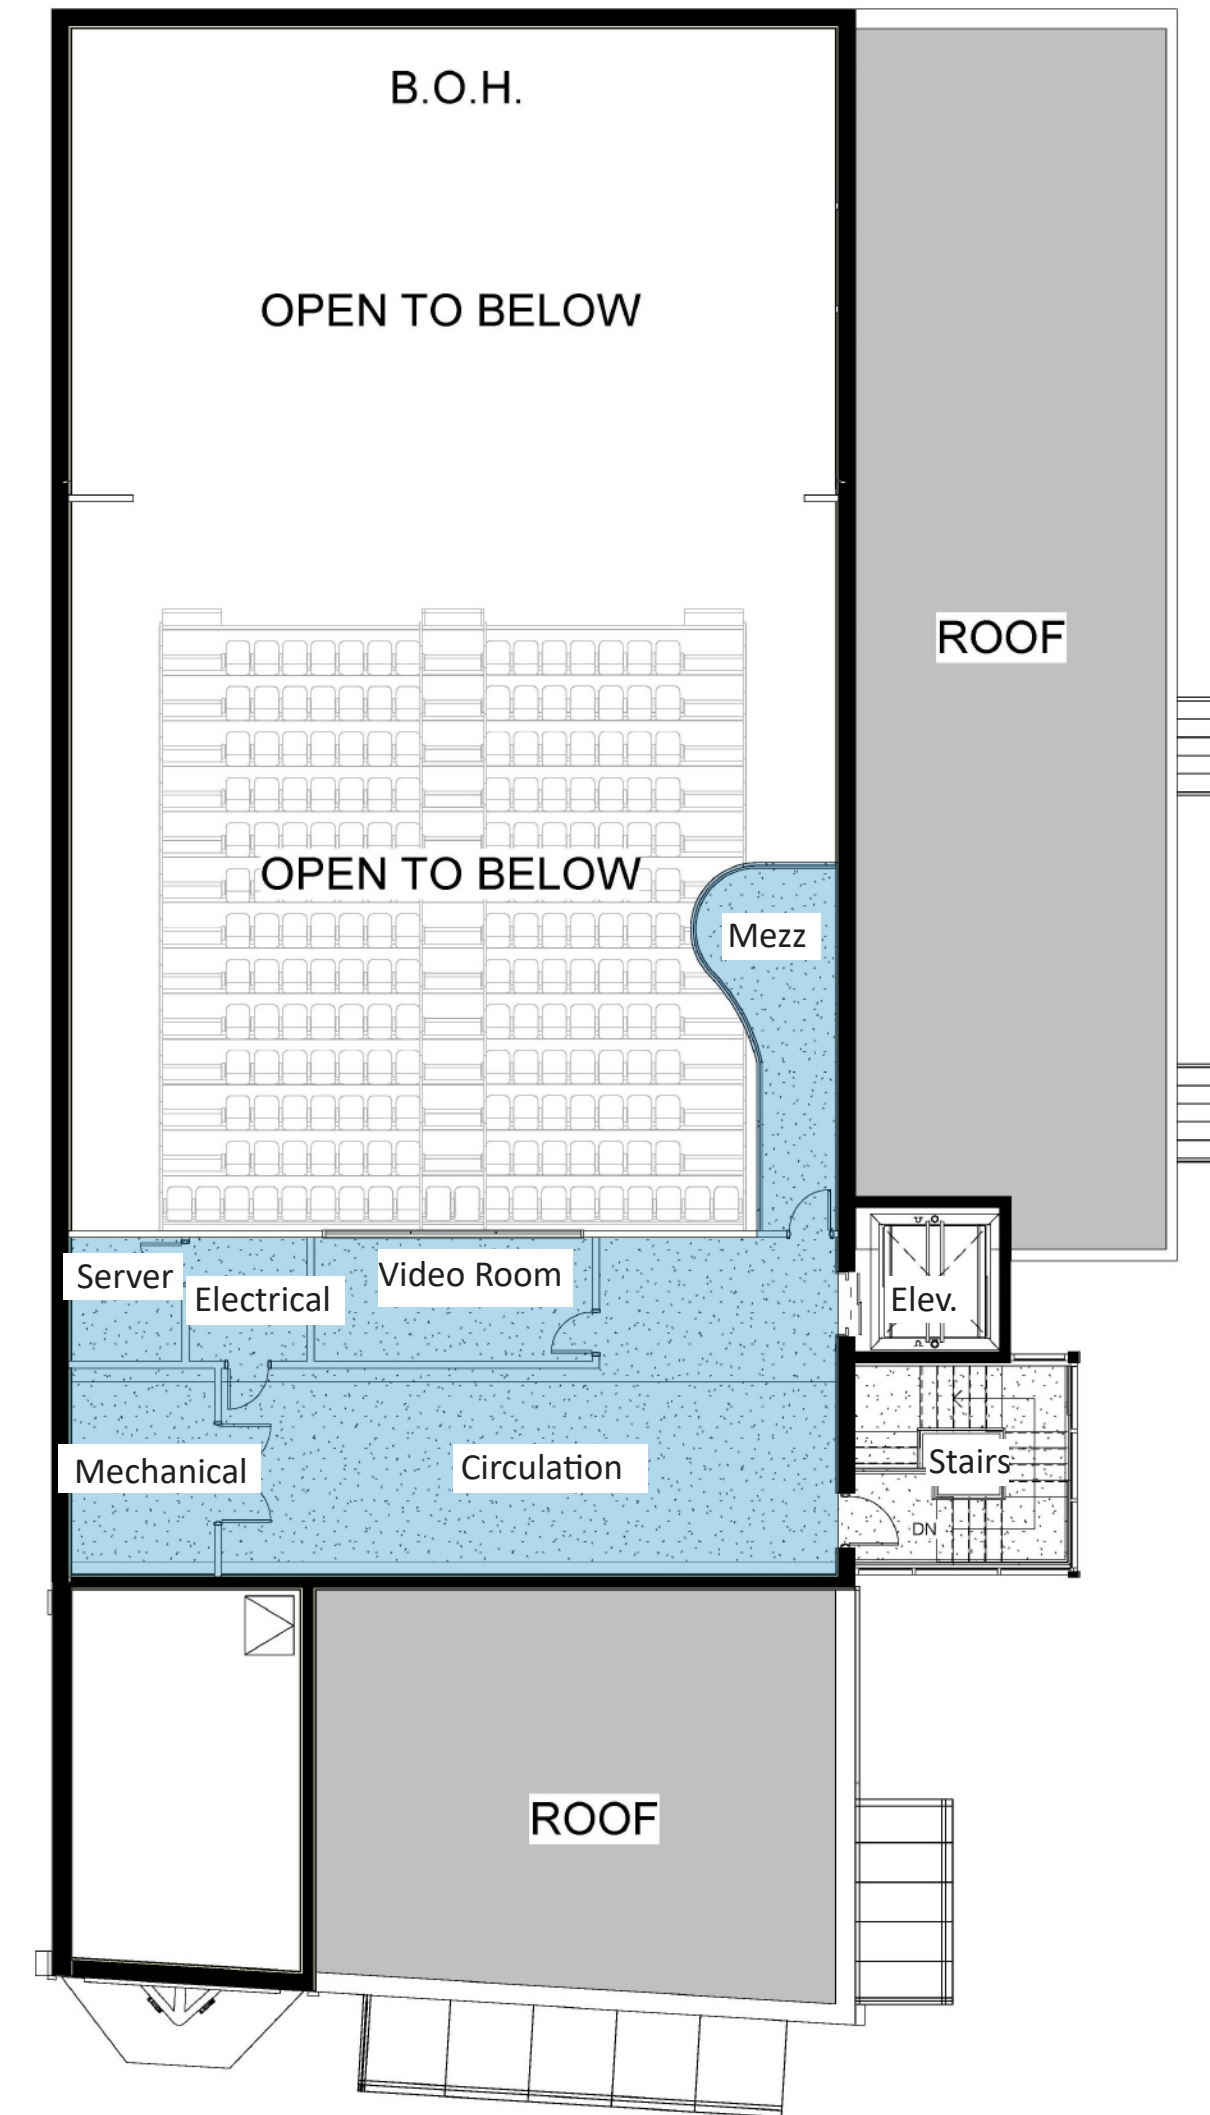 B.O.H.
OPEN TO BELOW
ROOF
OPEN TO BELOW
Mezz
Server
Electrical
Video Room
Elev.
Mechanical
Circulation
Stairs
DN
ROOF